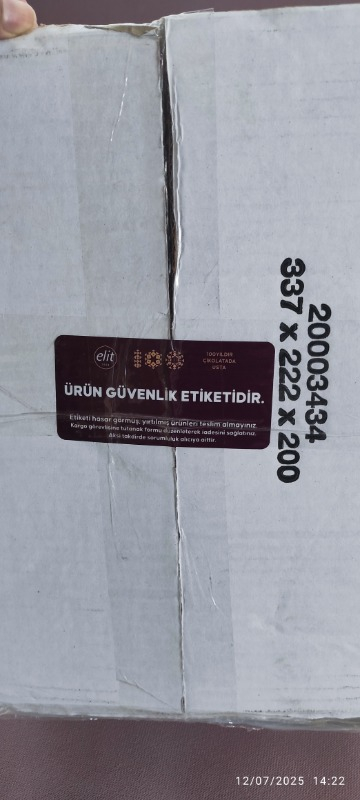 elit
100 YILDIR
ÇİKOLATADA
USTA
ÜRÜN GÜVENLİK ETİKETİDİR.
Etiketi hasar görmüş, yırtılmış ürünleri teslim almayınız.
Kargo görevlisine tutanak formu düzenleterek iadesini sağlatınız.
Aksi takdirde sorumluluk alıcıya aittir.
20003434
337 x 222 x 200
12/07/2025 14:22